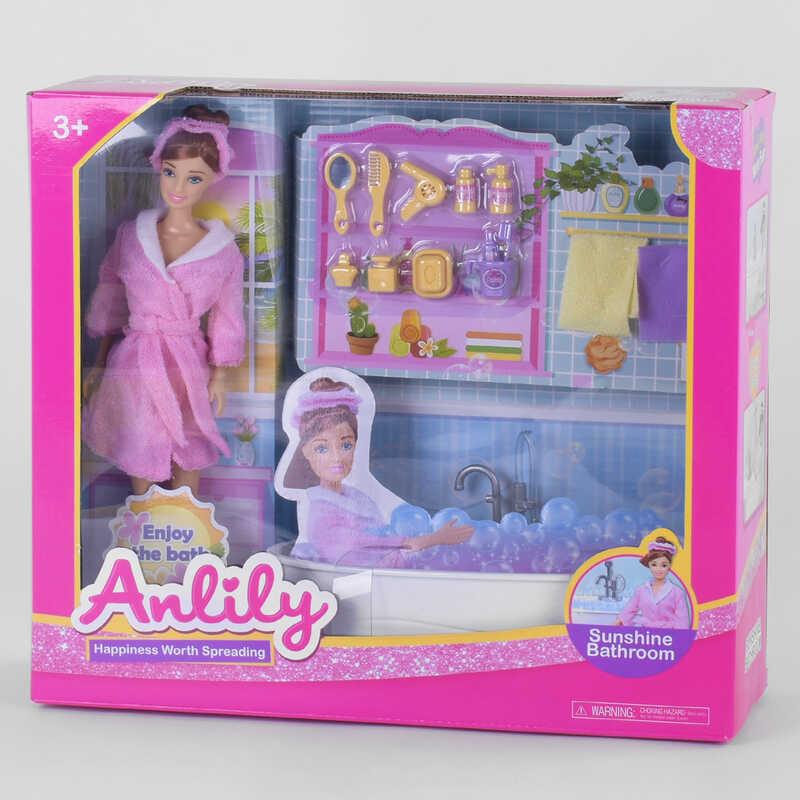 3+
Enjoy
the bath
Anlily
Happiness Worth Spreading
Sunshine
Bathroom
WARNING:
CHOKING HAZARD